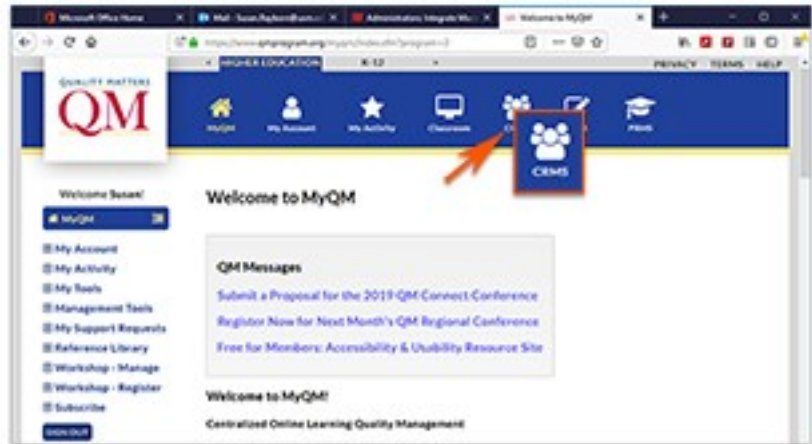 Microsoft Office Home
Welcome to MyQM
HIGHER EDUCATION K-12
PRIVACY TERMS HELP
QUALITY MATTERS
QM
MyQM My Account My Activity Classroom PRMS
CRMS
Welcome Susan!
MyQM
My Account
My Activity
My Tools
Management Tools
My Support Requests
Reference Library
Workshop - Manage
Workshop - Register
Subscribe
SIGN OUT
Welcome to MyQM
QM Messages
Submit a Proposal for the 2019 QM Connect Conference
Register Now for Next Month's QM Regional Conference
Free for Members: Accessibility & Usability Resource Site
Welcome to MyQM!
Centralized Online Learning Quality Management